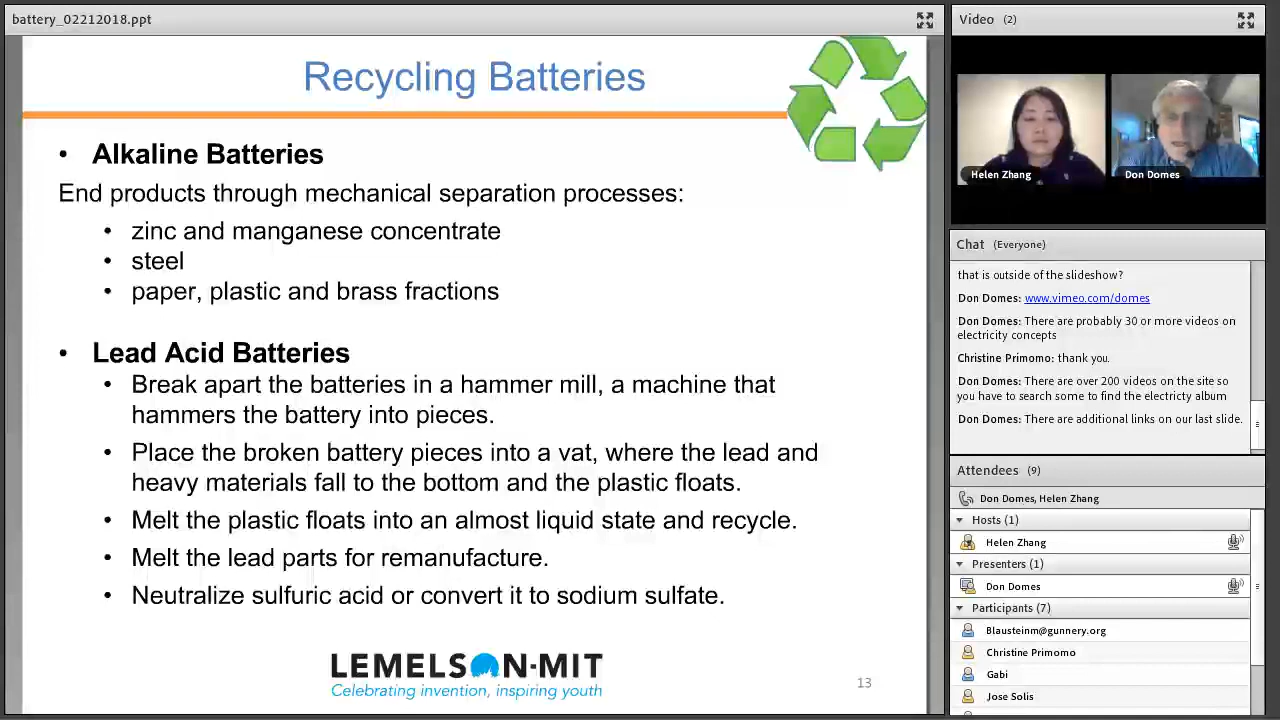 battery_02212018.ppt
Recycling Batteries
• Alkaline Batteries
End products through mechanical separation processes:
• zinc and manganese concentrate
• steel
• paper, plastic and brass fractions
• Lead Acid Batteries
• Break apart the batteries in a hammer mill, a machine that
hammers the battery into pieces.
• Place the broken battery pieces into a vat, where the lead and
heavy materials fall to the bottom and the plastic floats.
• Melt the plastic floats into an almost liquid state and recycle.
• Melt the lead parts for remanufacture.
• Neutralize sulfuric acid or convert it to sodium sulfate.
LEMELSON-MIT
Celebrating invention, inspiring youth
13
Video (2)
Helen Zhang
Don Domes
Chat (Everyone)
that is outside of the slideshow?
Don Domes: www.vimeo.com/domes
Don Domes: There are probably 30 or more videos on
electricity concepts
Christine Primomo: thank you.
Don Domes: There are over 200 videos on the site so
you have to search some to find the electricty album
Don Domes: There are additional links on our last slide.
Attendees (9)
Don Domes, Helen Zhang
Hosts (1)
Helen Zhang
Presenters (1)
Don Domes
Participants (7)
Blausteinm@gunnery.org
Christine Primomo
Gabi
Jose Solis